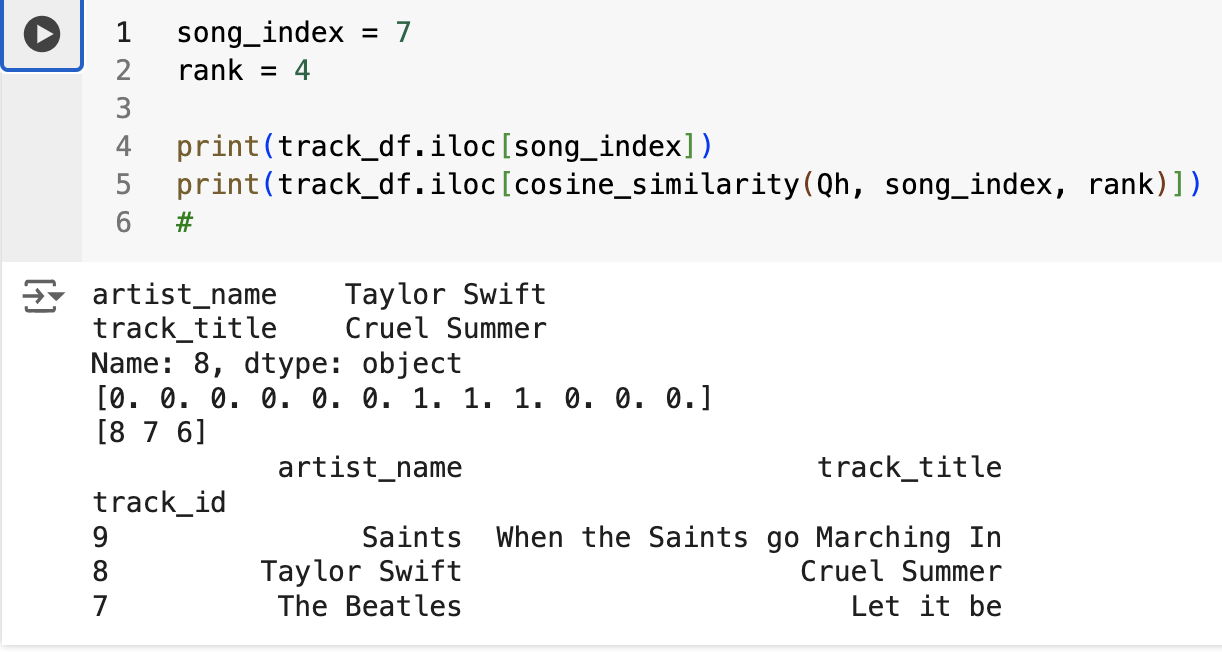 1 song_index = 7
2 rank = 4
3
4 print(track_df.iloc[song_index])
5 print(track_df.iloc[cosine_similarity(Qh, song_index, rank)])
6 #
artist_name    Taylor Swift
track_title    Cruel Summer
Name: 8, dtype: object
[0. 0. 0. 0. 0. 0. 1. 1. 1. 0. 0. 0.]
[8 7 6]
           artist_name                     track_title
track_id
9               Saints  When the Saints go Marching In
8         Taylor Swift                    Cruel Summer
7          The Beatles                       Let it be